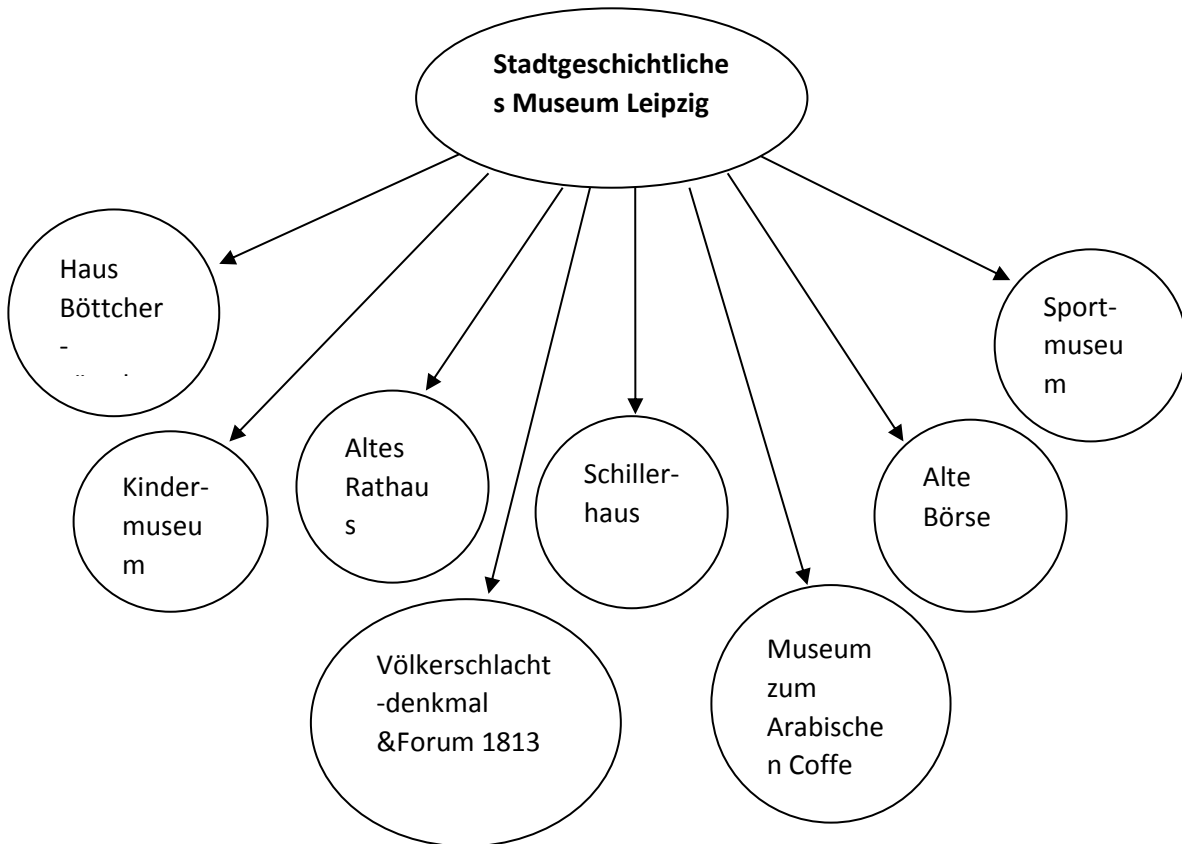 Stadtgeschichtliche
s Museum Leipzig
Haus
Böttcher
-
Kinder-
museu
m
Altes
Rathau
s
Völkerschlacht
-denkmal
&Forum 1813
Schiller-
haus
Museum
zum
Arabische
n Coffe
Alte
Börse
Sport-
museu
m